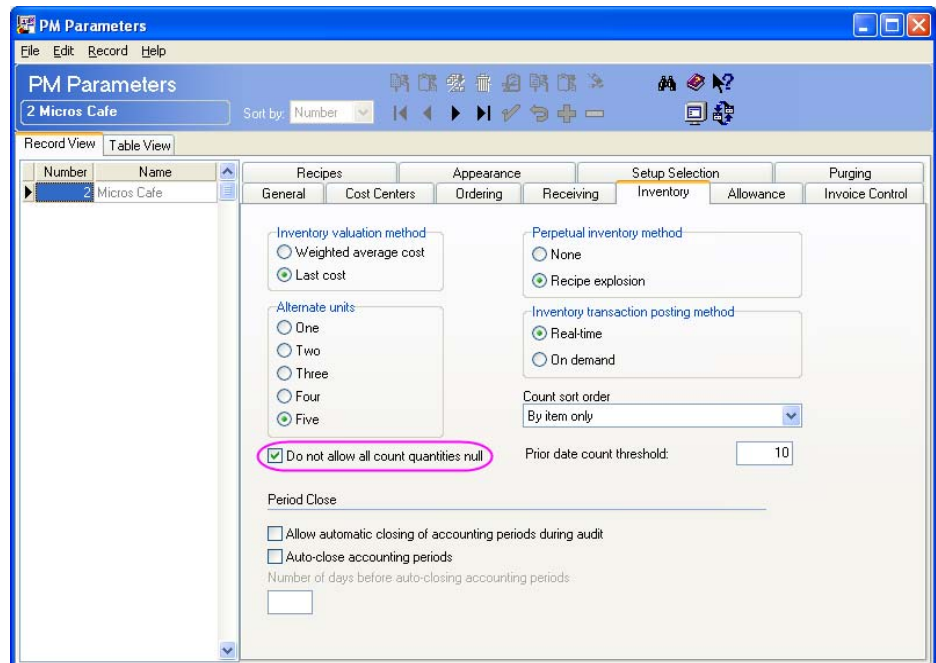 PM Parameters
File Edit Record Help
PM Parameters
2 Micros Cafe
Sort by: Number
Record View Table View
Number Name
2 Micros Cafe
Recipes Appearance Setup Selection Purging
General Cost Centers Ordering Receiving Inventory Allowance Invoice Control
Inventory valuation method
Weighted average cost
Last cost
Alternate units
One
Two
Three
Four
Five
Do not allow all count quantities null
Perpetual inventory method
None
Recipe explosion
Inventory transaction posting method
Real-time
On demand
Count sort order
By item only
Prior date count threshold: 10
Period Close
Allow automatic closing of accounting periods during audit
Auto-close accounting periods
Number of days before auto-closing accounting periods